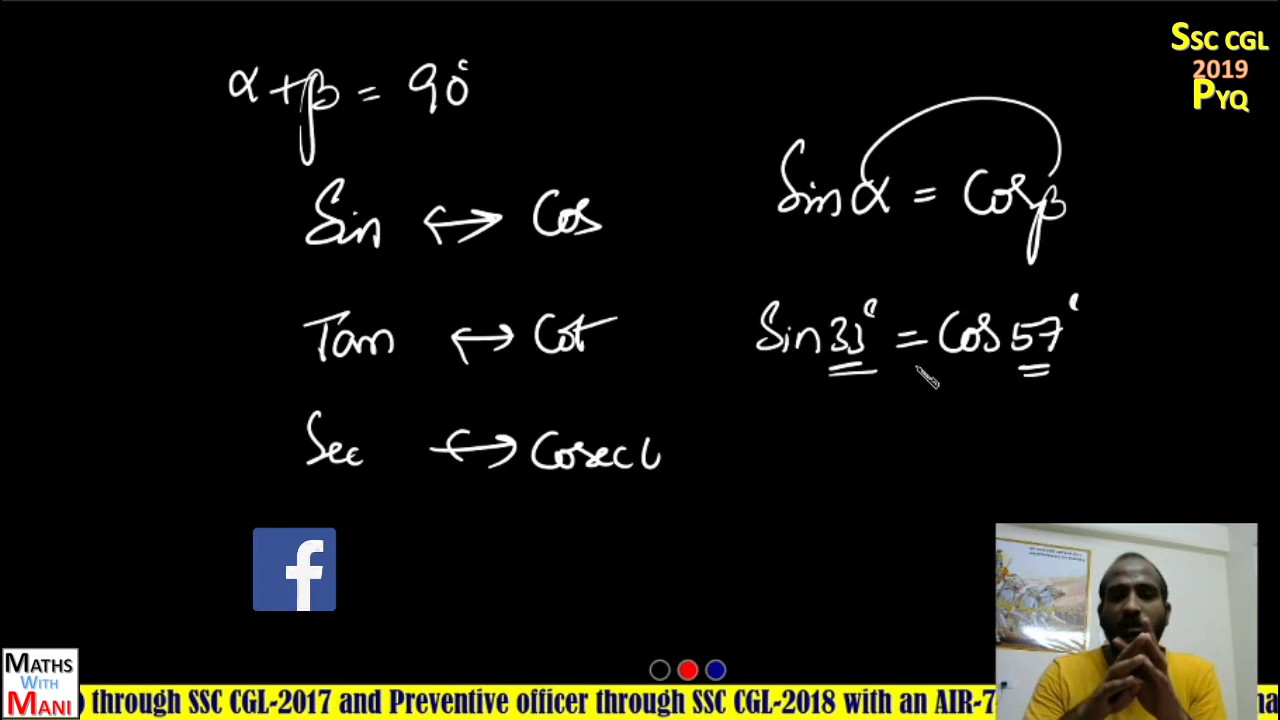 SSC CGL
2019
PYQ
α + β = 90°
Sin ↔ Cos
Tan ↔ Cot
Sec ↔ Cosec
Sin α = Cos β
Sin 33° = Cos 57°
MATHS
WITH
MANI
) through SSC CGL-2017 and Preventive officer through SSC CGL-2018 with an AIR-7